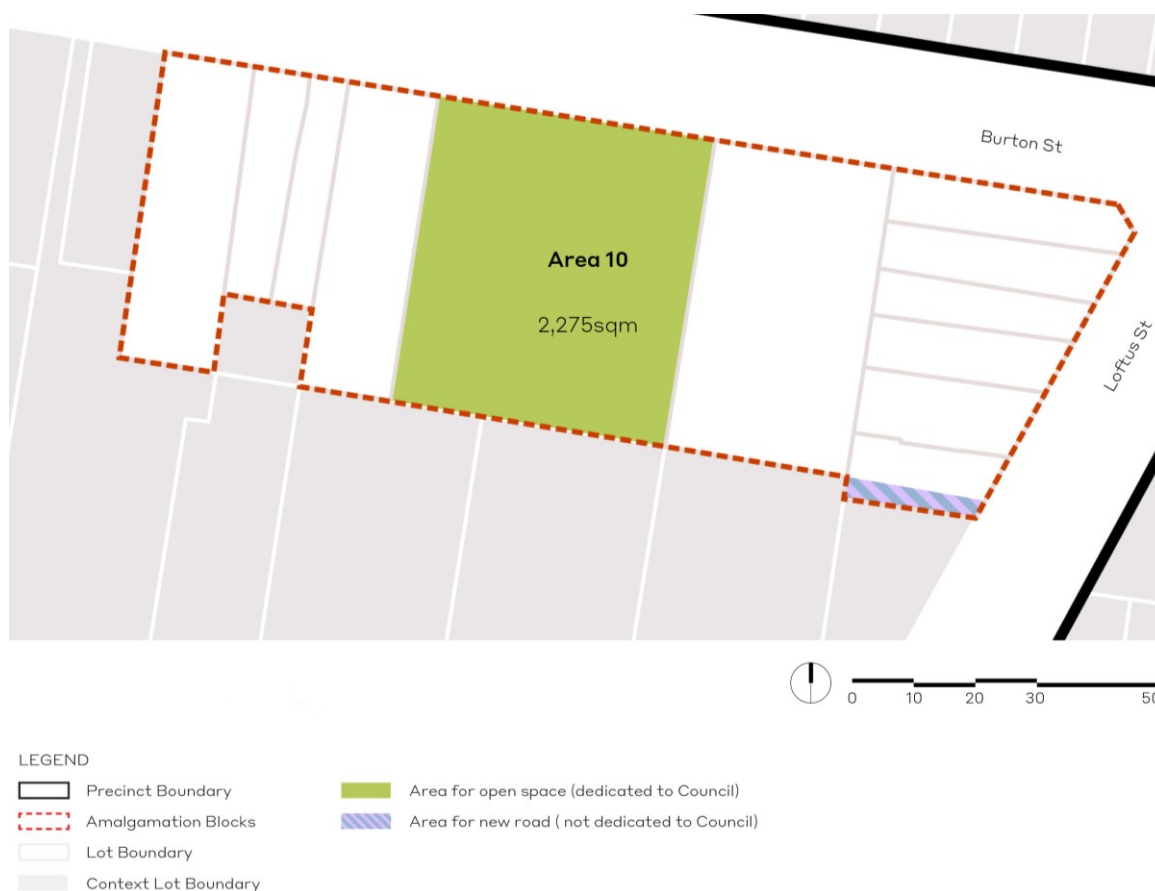 Burton St
Area 10
2,275sqm
Loftus St
0 10 20 30 50
LEGEND
Precinct Boundary
Amalgamation Blocks
Lot Boundary
Context Lot Boundary
Area for open space (dedicated to Council)
Area for new road ( not dedicated to Council)